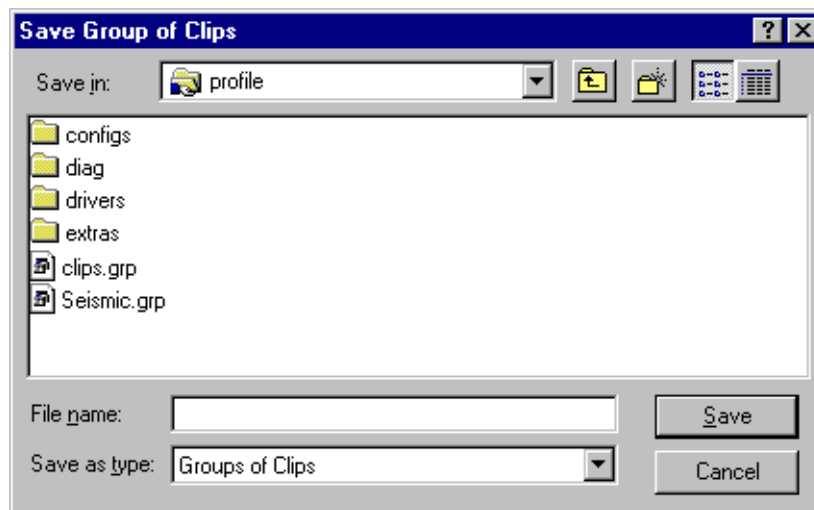 Save Group of Clips
Save in: profile
configs
diag
drivers
extras
clips.grp
Seismic.grp
File name: Save
Save as type: Groups of Clips Cancel